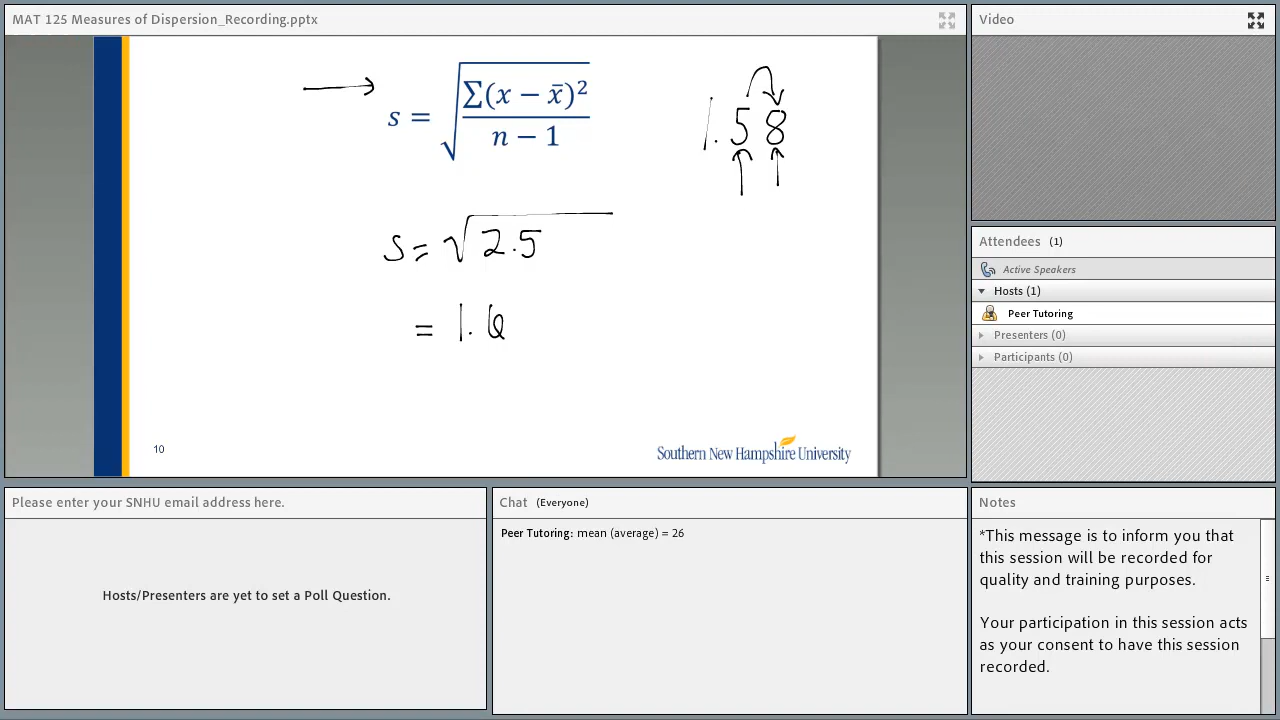 MAT 125 Measures of Dispersion_Recording.pptx
s = √(∑(x − x̄)² / (n − 1))
1.58
s = √2.5
= 1.6
10
Southern New Hampshire University
Video
Attendees (1)
Active Speakers
Hosts (1)
Peer Tutoring
Presenters (0)
Participants (0)
Please enter your SNHU email address here.
Hosts/Presenters are yet to set a Poll Question.
Chat (Everyone)
Peer Tutoring: mean (average) = 26
Notes
*This message is to inform you that
this session will be recorded for
quality and training purposes.
Your participation in this session acts
as your consent to have this session
recorded.